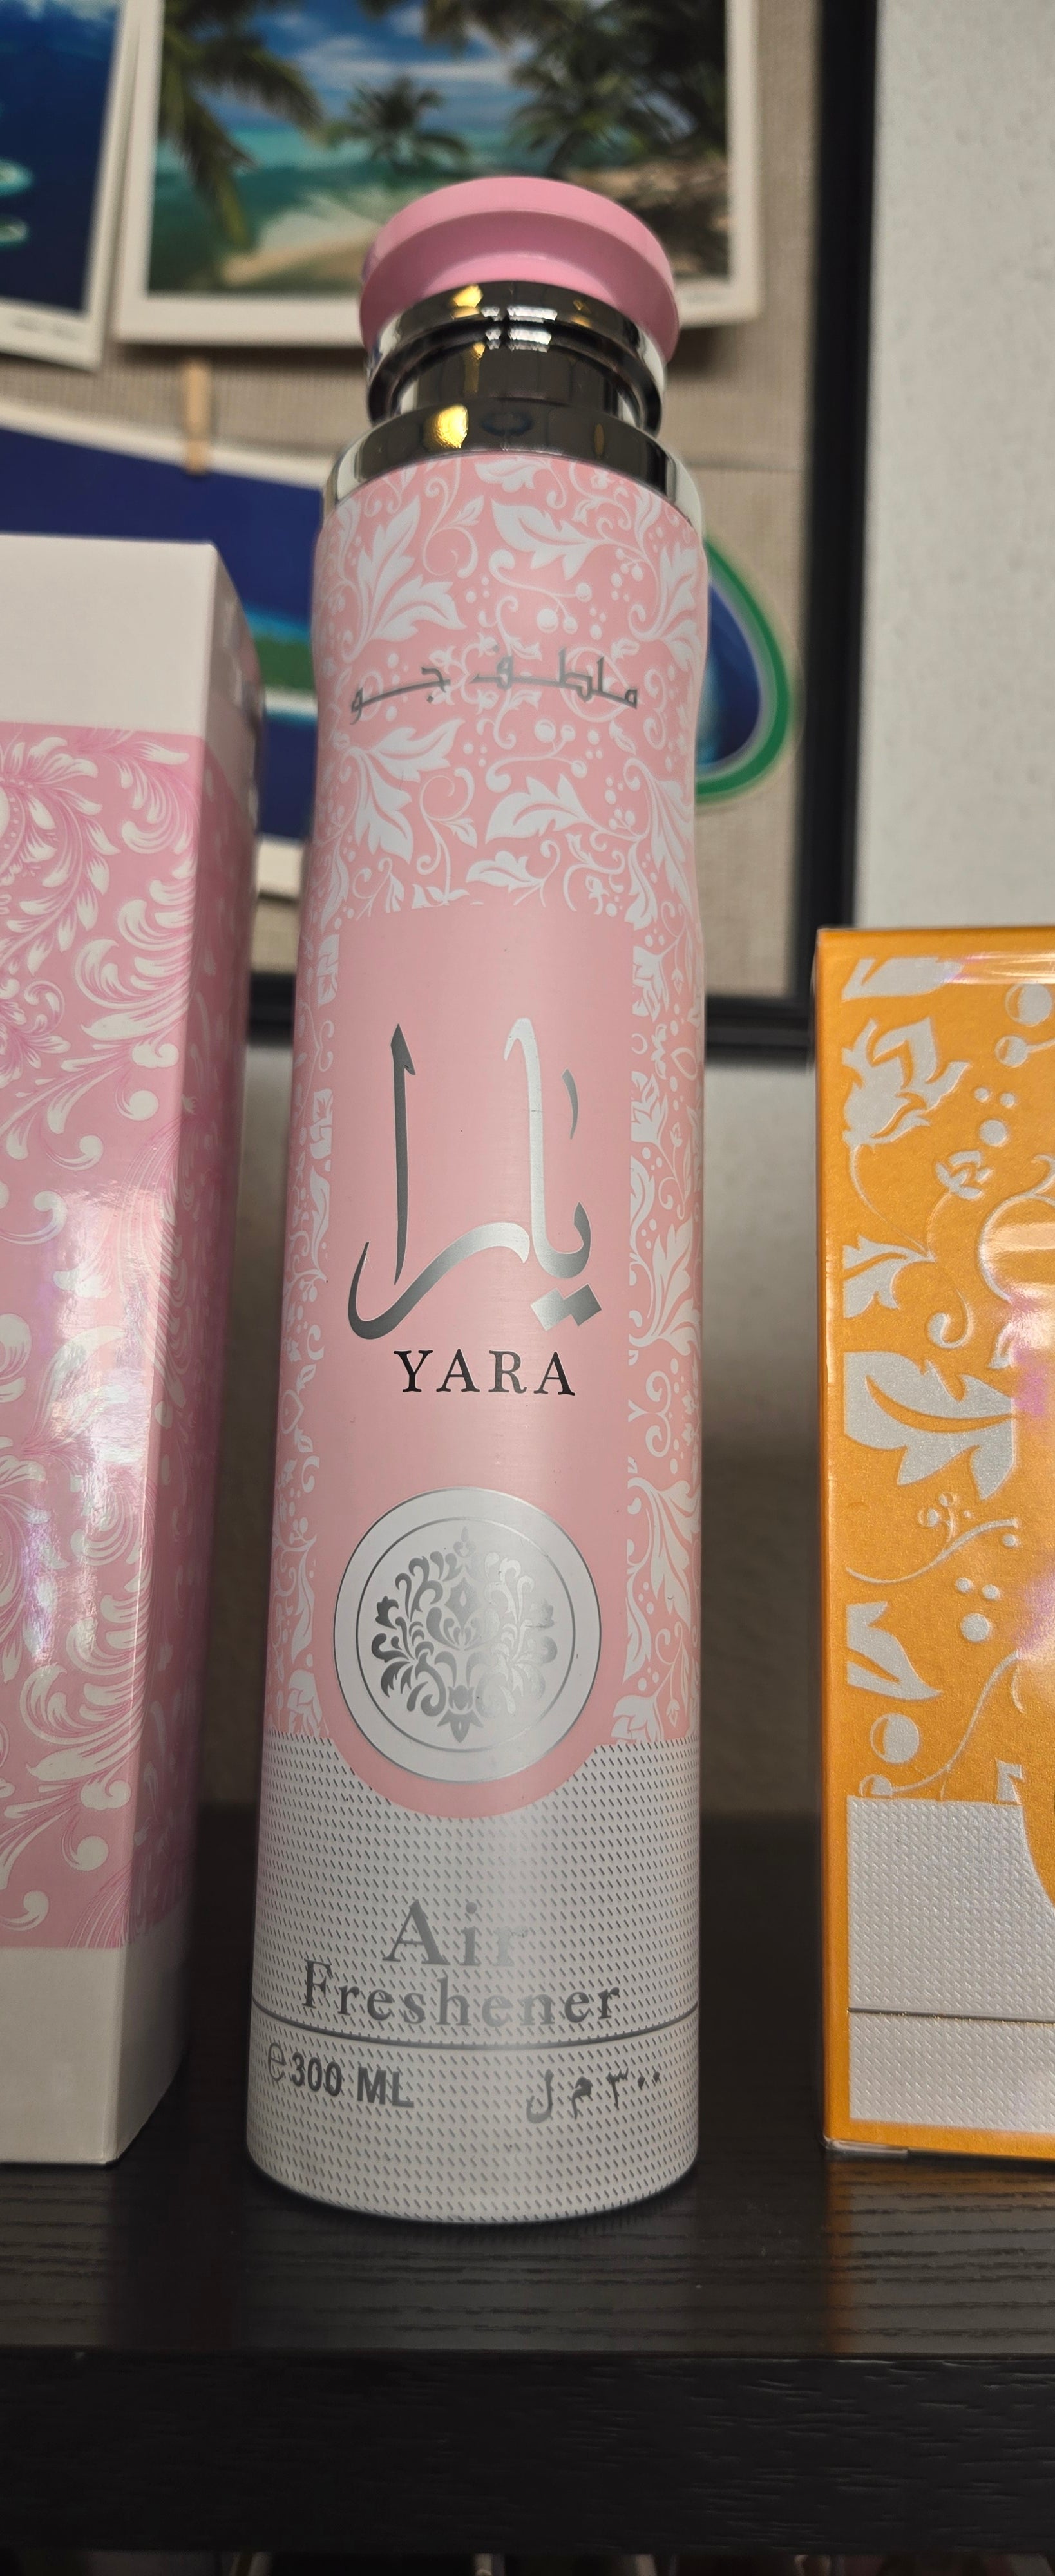 ملطف جو
يارا
YARA
Air
Freshener
℮300 ML
٣٠٠ م ل